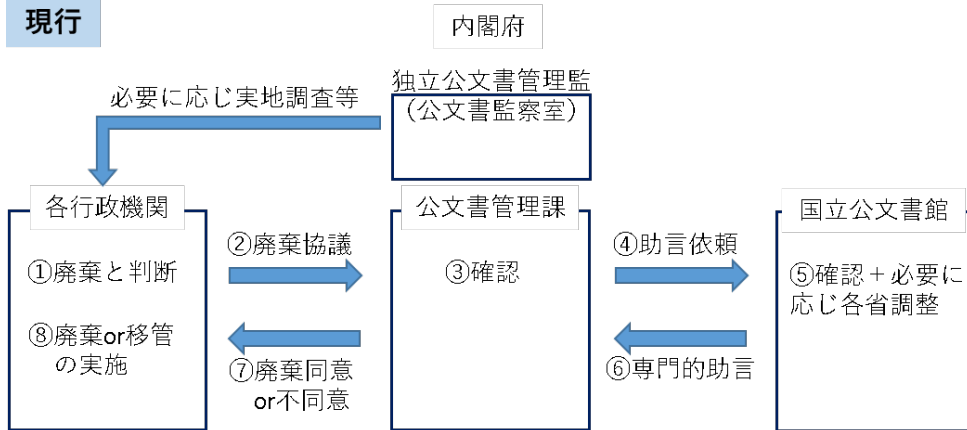 現行
内閣府
独立公文書管理監
（公文書監察室）
必要に応じ実地調査等
各行政機関
公文書管理課
国立公文書館
①廃棄と判断
②廃棄協議
③確認
④助言依頼
⑤確認＋必要に
応じ各省調整
⑧廃棄or移管
の実施
⑦廃棄同意
or不同意
⑥専門的助言